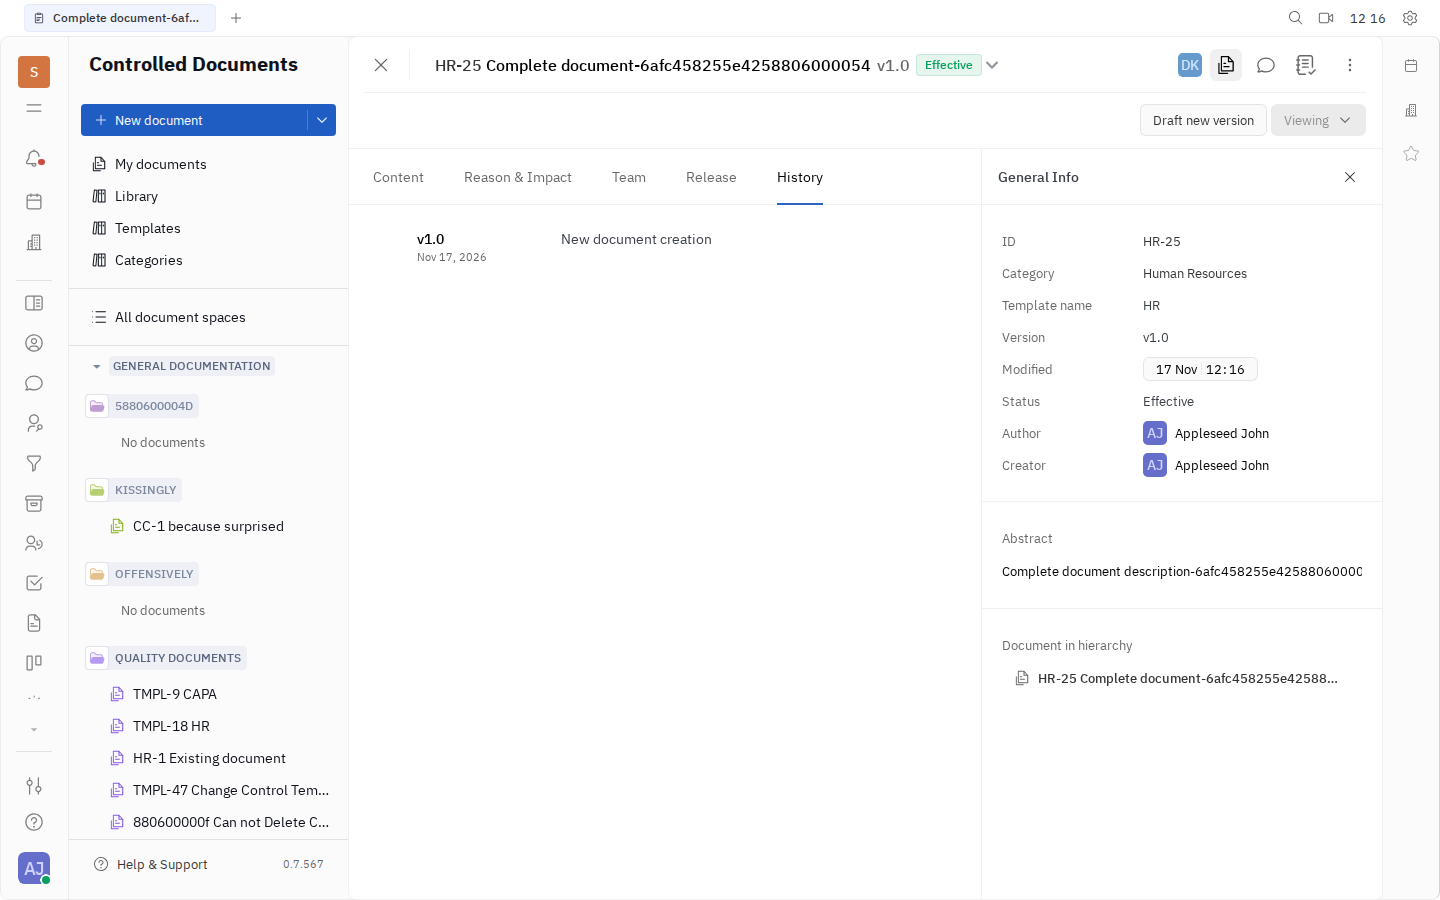 Complete document-6af...
12 16
S
Controlled Documents
New document
My documents
Library
Templates
Categories
All document spaces
GENERAL DOCUMENTATION
5880600004D
No documents
KISSINGLY
CC-1 because surprised
OFFENSIVELY
No documents
QUALITY DOCUMENTS
TMPL-9 CAPA
TMPL-18 HR
HR-1 Existing document
TMPL-47 Change Control Tem...
880600000f Can not Delete C...
Help & Support 0.7.567
AJ
HR-25 Complete document-6afc458255e4258806000054 v1.0 Effective
DK
Draft new version
Viewing
Content Reason & Impact Team Release History
v1.0 New document creation
Nov 17, 2026
General Info
ID HR-25
Category Human Resources
Template name HR
Version v1.0
Modified 17 Nov 12:16
Status Effective
Author AJ Appleseed John
Creator AJ Appleseed John
Abstract
Complete document description-6afc458255e42588060000
Document in hierarchy
HR-25 Complete document-6afc458255e42588...